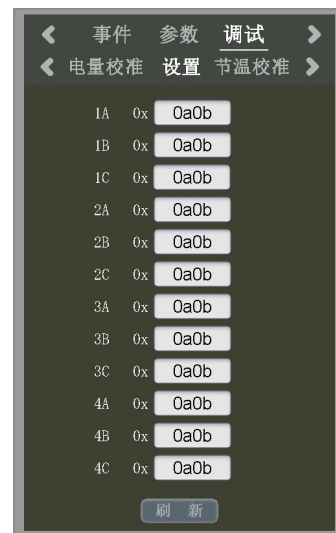 事件 参数 调试
电量校准 设置 节温校准
1A 0x 0a0b
1B 0x 0a0b
1C 0x 0a0b
2A 0x 0a0b
2B 0x 0a0b
2C 0x 0a0b
3A 0x 0a0b
3B 0x 0a0b
3C 0x 0a0b
4A 0x 0a0b
4B 0x 0a0b
4C 0x 0a0b
刷 新